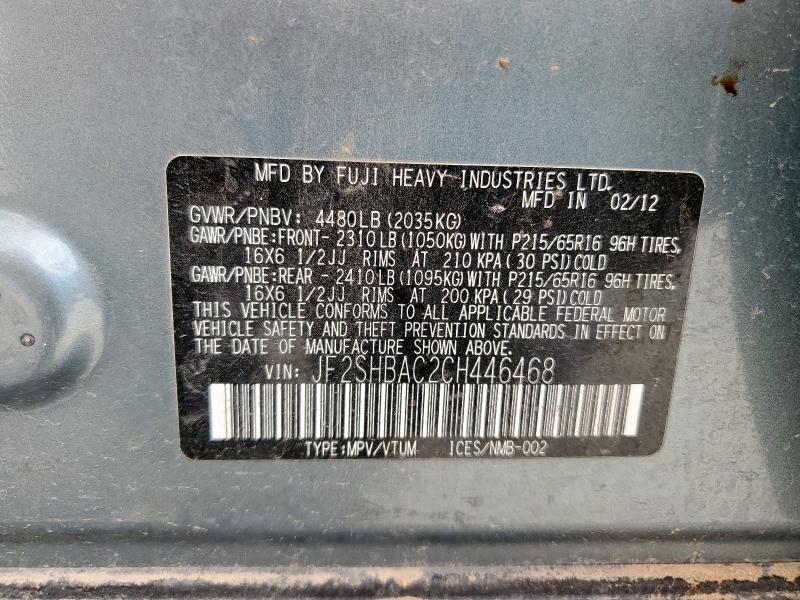 MFD BY FUJI HEAVY INDUSTRIES LTD.
MFD IN 02/12
GVWR/PNBV: 4480LB(2035KG)
GAWR/PNBE:FRONT- 2310LB(1050KG)WITH P215/65R16 96H TIRES,
16X6 1/2JJ RIMS AT 210 KPA(30 PSI)COLD
GAWR/PNBE:REAR - 2410LB(1095KG)WITH P215/65R16 96H TIRES,
16X6 1/2JJ RIMS AT 200 KPA(29 PSI)COLD
THIS VEHICLE CONFORMS TO ALL APPLICABLE FEDERAL MOTOR
VEHICLE SAFETY AND THEFT PREVENTION STANDARDS IN EFFECT ON
THE DATE OF MANUFACTURE SHOWN ABOVE.
VIN: JF2SHBAC2CH446468
TYPE:MPV/VTUM ICES/NMB-002